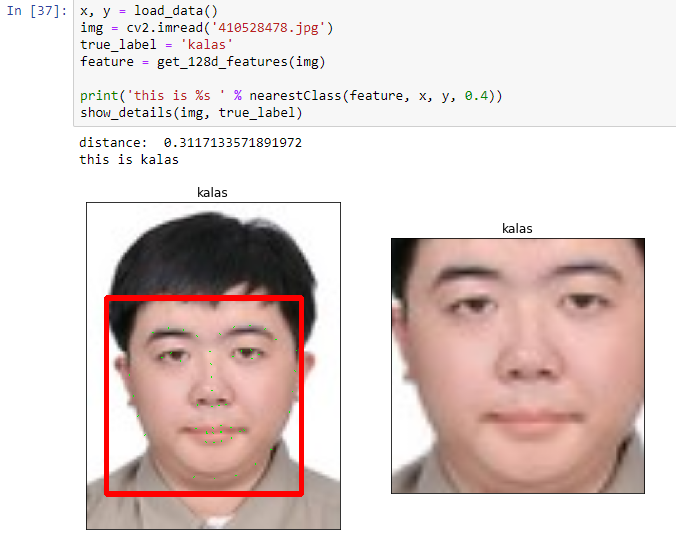 In [37]: x, y = load_data()
img = cv2.imread('410528478.jpg')
true_label = 'kalas'
feature = get_128d_features(img)
print('this is %s ' % nearestClass(feature, x, y, 0.4))
show_details(img, true_label)
distance:  0.3117133571891972
this is kalas
kalas
kalas